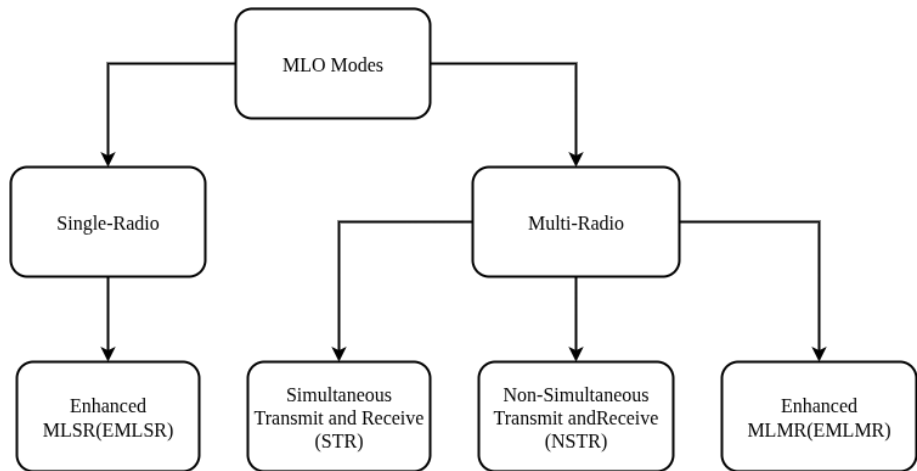 MLO Modes
Single-Radio
Multi-Radio
Enhanced
MLSR(EMLSR)
Simultaneous
Transmit and Receive
(STR)
Non-Simultaneous
Transmit andReceive
(NSTR)
Enhanced
MLMR(EMLMR)